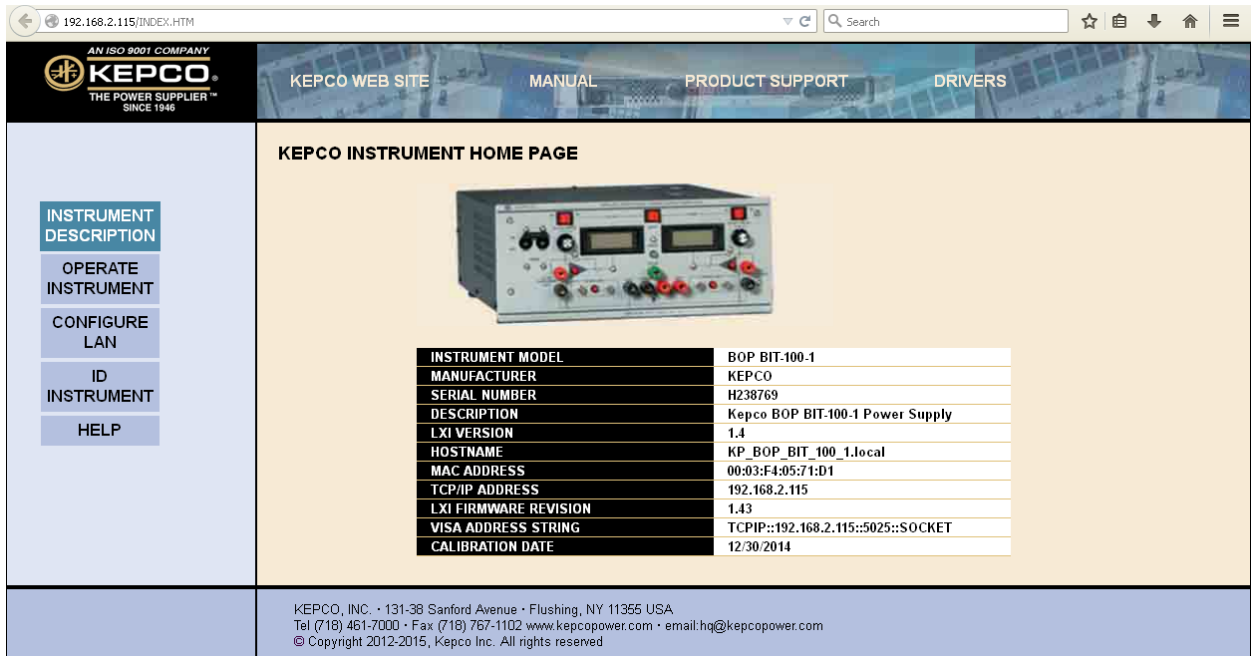 192.168.2.115/INDEX.HTM
Search
AN ISO 9001 COMPANY
KEPCO®
THE POWER SUPPLIER™
SINCE 1946
KEPCO WEB SITE MANUAL PRODUCT SUPPORT DRIVERS
KEPCO INSTRUMENT HOME PAGE
INSTRUMENT
DESCRIPTION
OPERATE
INSTRUMENT
CONFIGURE
LAN
ID
INSTRUMENT
HELP
INSTRUMENT MODEL BOP BIT-100-1
MANUFACTURER KEPCO
SERIAL NUMBER H238769
DESCRIPTION Kepco BOP BIT-100-1 Power Supply
LXI VERSION 1.4
HOSTNAME KP_BOP_BIT_100_1.local
MAC ADDRESS 00:03:F4:05:71:D1
TCP/IP ADDRESS 192.168.2.115
LXI FIRMWARE REVISION 1.43
VISA ADDRESS STRING TCPIP::192.168.2.115::5025::SOCKET
CALIBRATION DATE 12/30/2014
KEPCO, INC. • 131-38 Sanford Avenue • Flushing, NY 11355 USA
Tel (718) 461-7000 • Fax (718) 767-1102 www.kepcopower.com • email:hq@kepcopower.com
© Copyright 2012-2015, Kepco Inc. All rights reserved